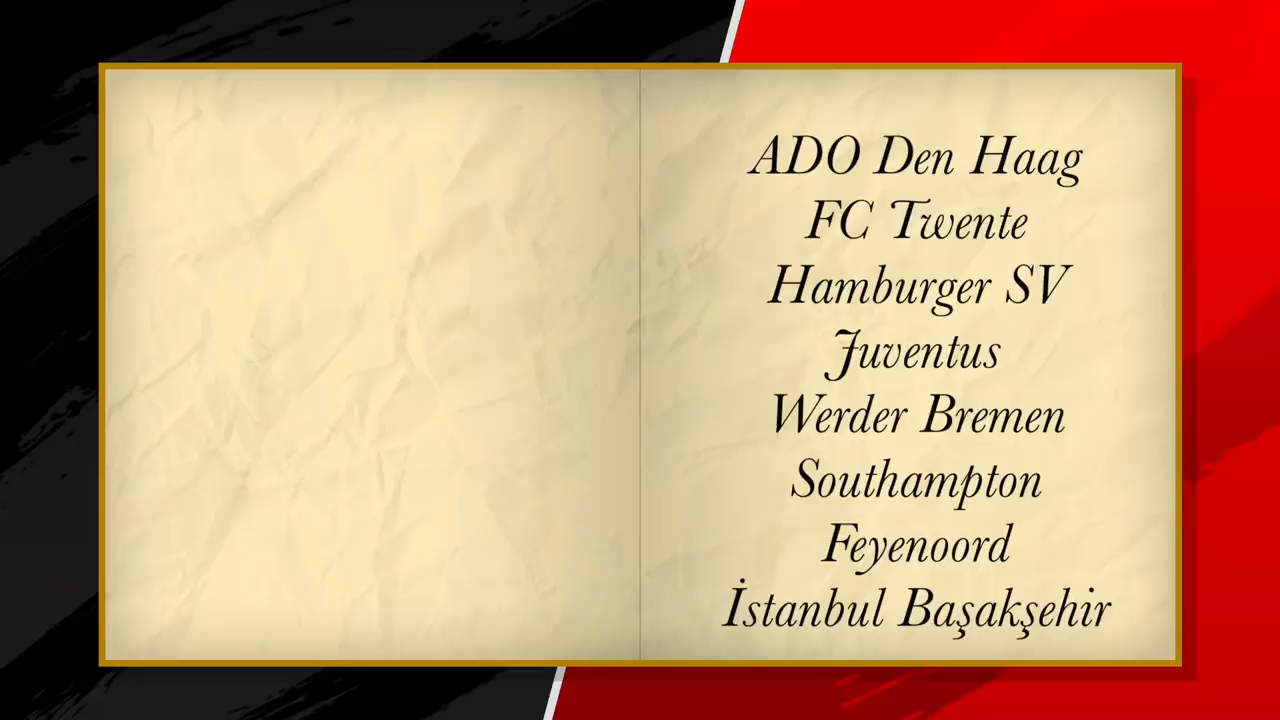 ADO Den Haag
FC Twente
Hamburger SV
Juventus
Werder Bremen
Southampton
Feyenoord
İstanbul Başakşehir